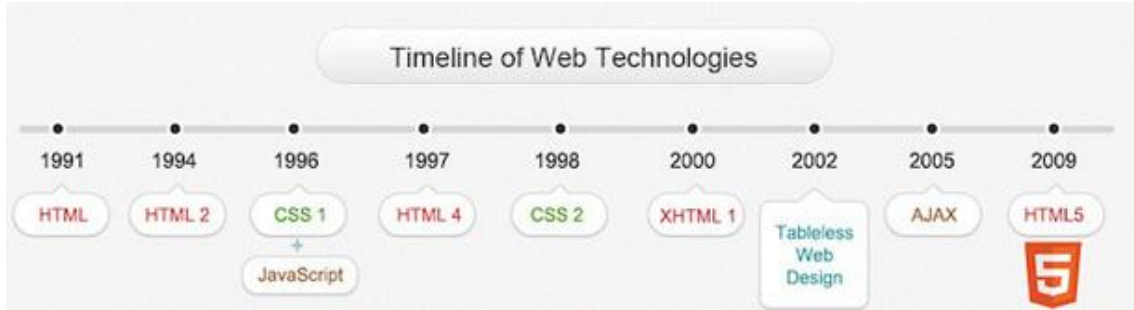 Timeline of Web Technologies
1991 1994 1996 1997 1998 2000 2002 2005 2009
HTML HTML 2 CSS 1 HTML 4 CSS 2 XHTML 1 AJAX HTML5
+
JavaScript
Tableless
Web
Design
5